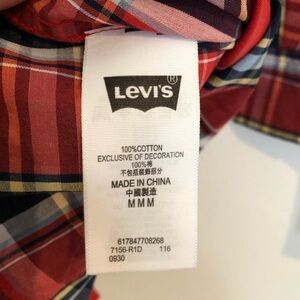 LEVI'S®
100%COTTON
EXCLUSIVE OF DECORATION
100%棉
不包括裝飾部分
MADE IN CHINA
中國製造
M M M
617847708268
7156-R1D 116
0930